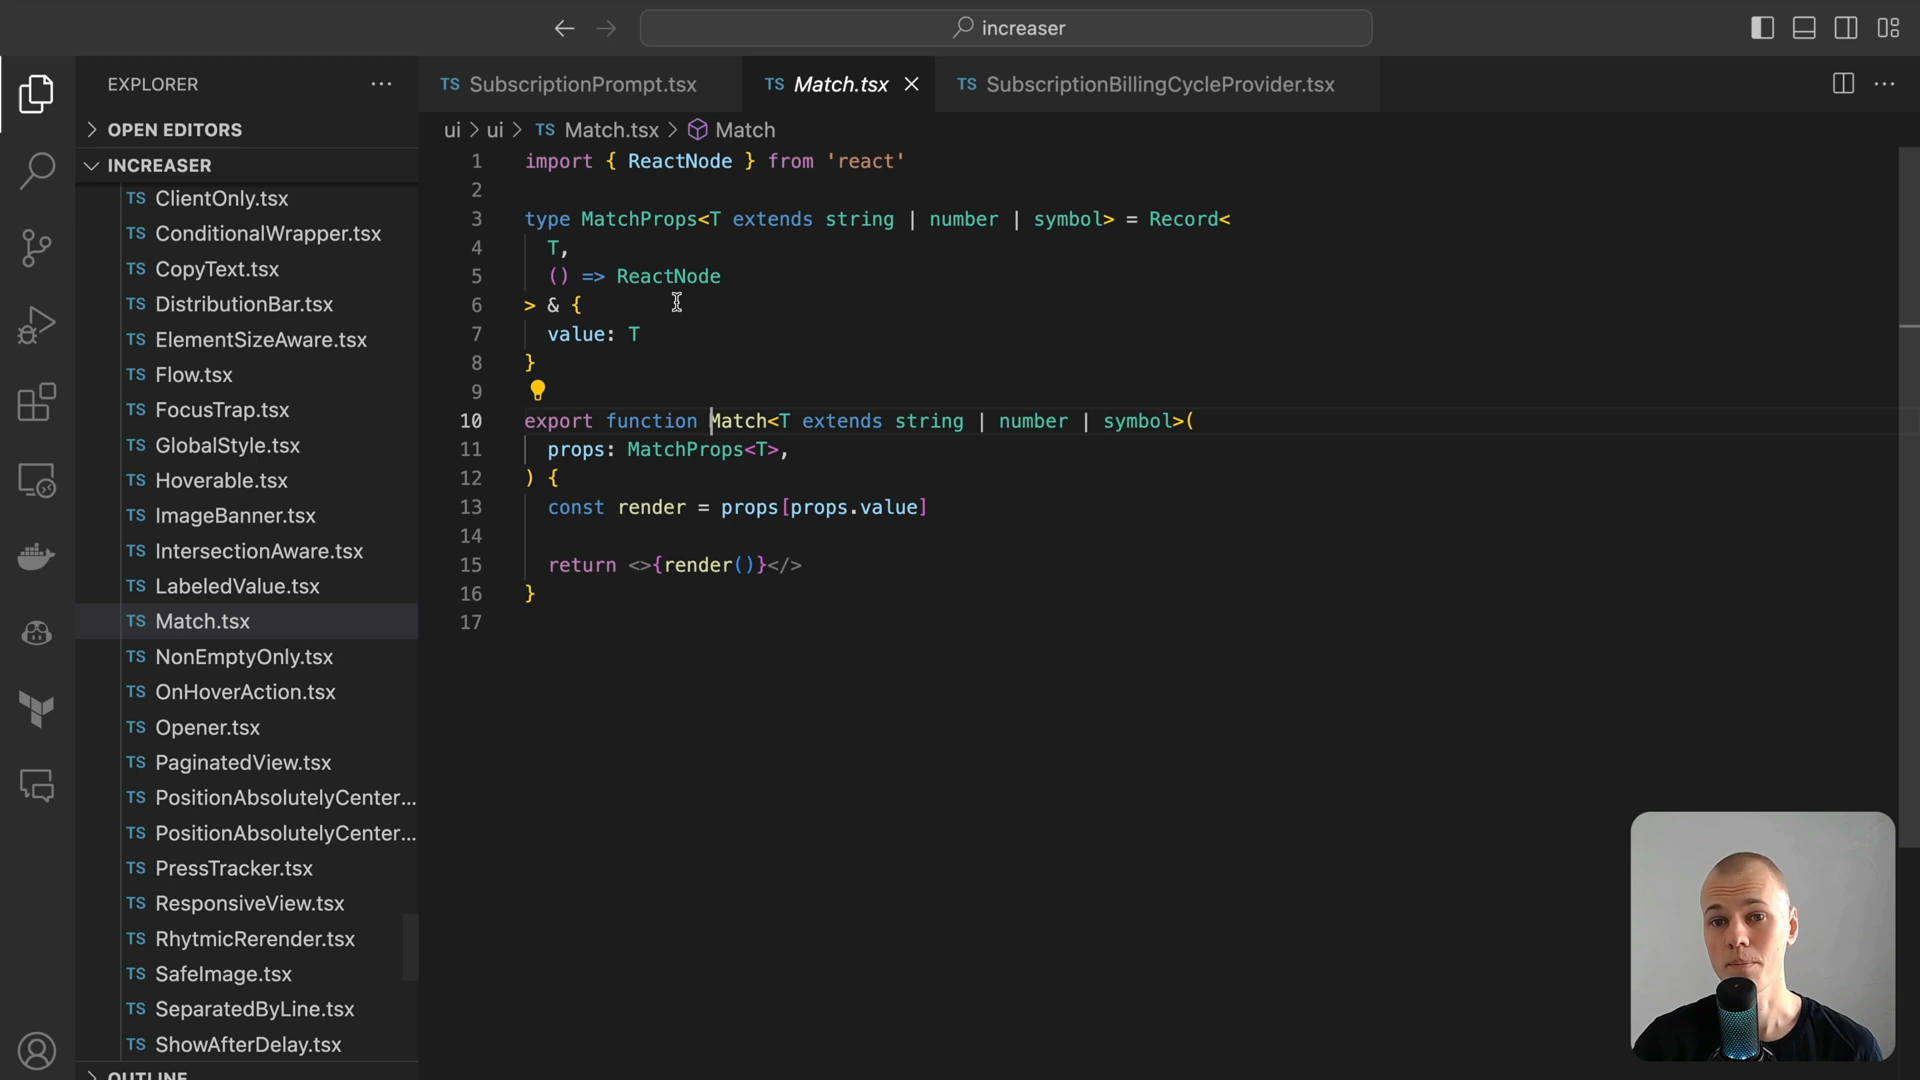 increaser
EXPLORER
SubscriptionPrompt.tsx
TS Match.tsx
TS SubscriptionBillingCycleProvider.tsx
OPEN EDITORS
INCREASER
TS ClientOnly.tsx
TS ConditionalWrapper.tsx
TS CopyText.tsx
TS DistributionBar.tsx
TS ElementSizeAware.tsx
TS Flow.tsx
TS FocusTrap.tsx
TS GlobalStyle.tsx
TS Hoverable.tsx
TS ImageBanner.tsx
TS IntersectionAware.tsx
TS LabeledValue.tsx
TS Match.tsx
TS NonEmptyOnly.tsx
TS OnHoverAction.tsx
TS Opener.tsx
TS PaginatedView.tsx
TS PositionAbsolutelyCenter...
TS PositionAbsolutelyCenter...
TS PressTracker.tsx
TS ResponsiveView.tsx
TS RhytmicRerender.tsx
TS SafeImage.tsx
TS SeparatedByLine.tsx
TS ShowAfterDelay.tsx
OUTLINE
ui > ui > TS Match.tsx > Match
1 import { ReactNode } from 'react'
2
3 type MatchProps<T extends string | number | symbol> = Record<
4 T,
5 () => ReactNode
6 > & {
7 value: T
8 }
9
10 export function Match<T extends string | number | symbol>(
11 props: MatchProps<T>,
12 ) {
13 const render = props[props.value]
14
15 return <>{render()}</>
16 }
17